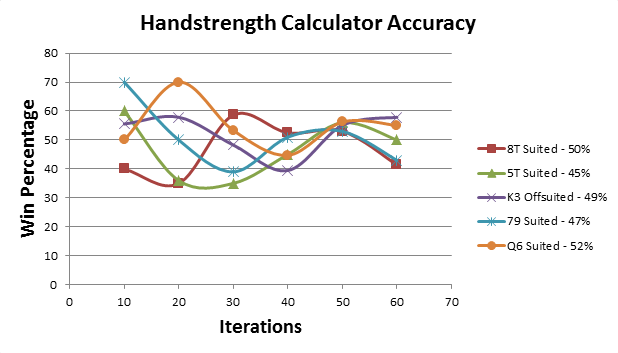 Handstrength Calculator Accuracy
80
70
60
50
40
30
20
10
0
0 10 20 30 40 50 60 70
Win Percentage
Iterations
8T Suited - 50%
5T Suited - 45%
K3 Offsuited - 49%
79 Suited - 47%
Q6 Suited - 52%